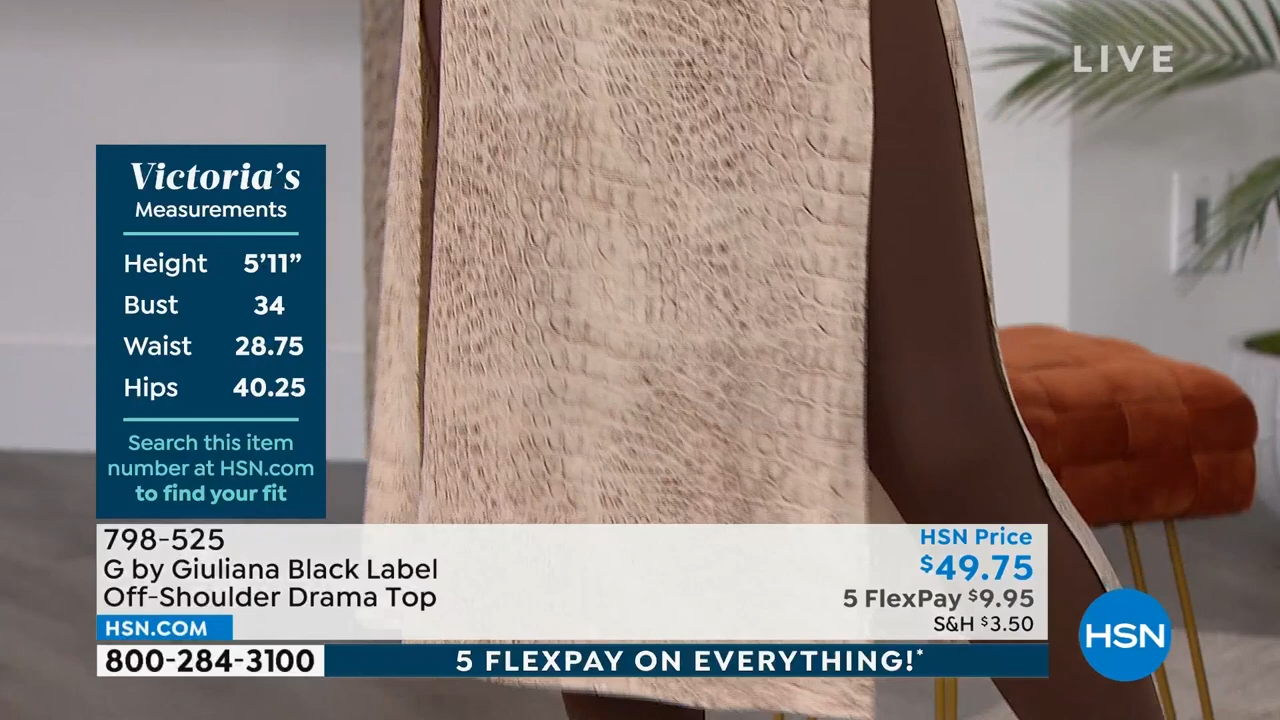 LIVE
Victoria's
Measurements
Height 5'11"
Bust 34
Waist 28.75
Hips 40.25
Search this item
number at HSN.com
to find your fit
798-525
G by Giuliana Black Label
Off-Shoulder Drama Top
HSN.COM
HSN Price
$49.75
5 FlexPay $9.95
S&H $3.50
800-284-3100
5 FLEXPAY ON EVERYTHING!*
HSN